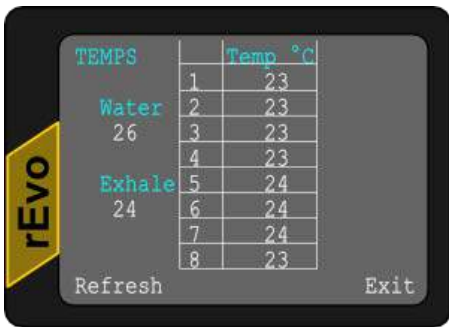 TEMPS Temp °C
1 23
Water 2 23
26 3 23
4 23
Exhale 5 24
24 6 24
7 24
8 23
Refresh Exit
rEvo